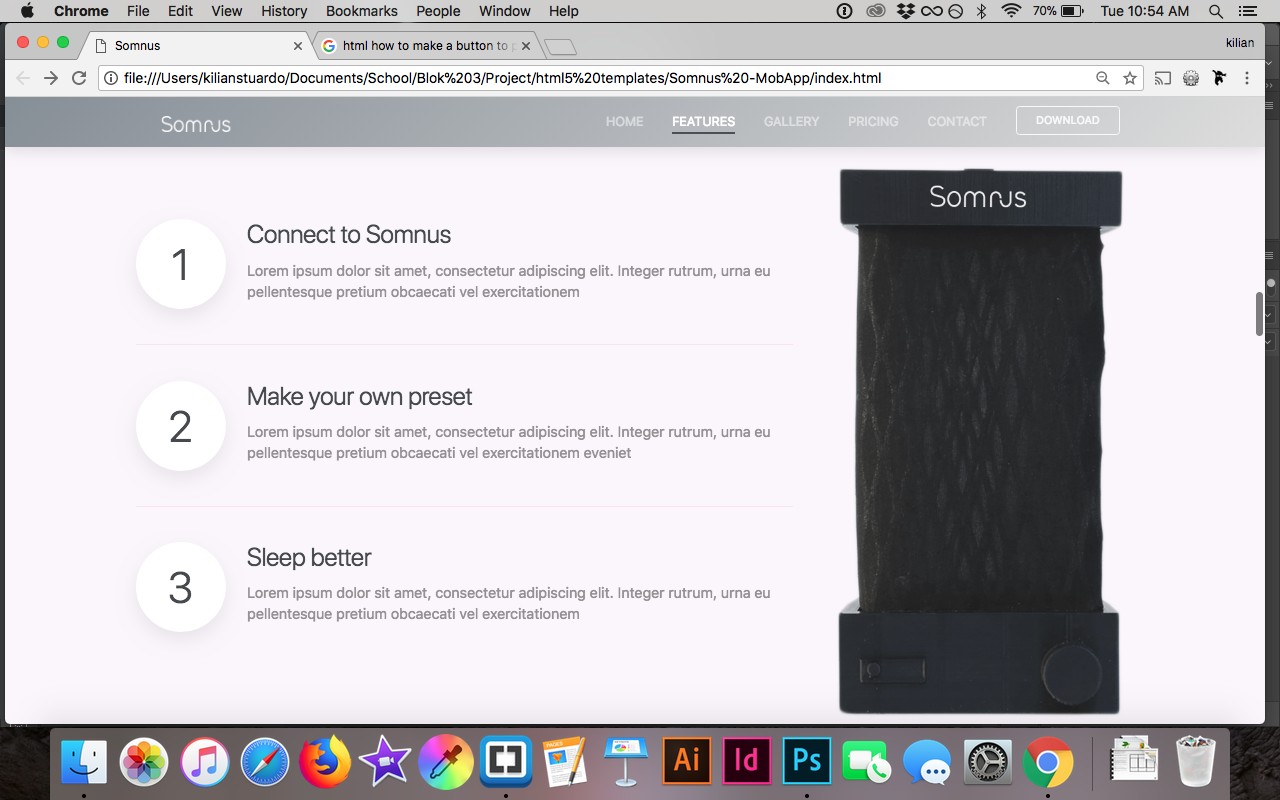 Chrome File Edit View History Bookmarks People Window Help 70% Tue 10:54 AM
Somnus html how to make a button to kilian
file:///Users/kilianstuardo/Documents/School/Blok%203/Project/html5%20templates/Somnus%20-MobApp/index.html
Somnus HOME FEATURES GALLERY PRICING CONTACT DOWNLOAD
Somnus
1
Connect to Somnus
Lorem ipsum dolor sit amet, consectetur adipiscing elit. Integer rutrum, urna eu
pellentesque pretium obcaecati vel exercitationem
2
Make your own preset
Lorem ipsum dolor sit amet, consectetur adipiscing elit. Integer rutrum, urna eu
pellentesque pretium obcaecati vel exercitationem eveniet
3
Sleep better
Lorem ipsum dolor sit amet, consectetur adipiscing elit. Integer rutrum, urna eu
pellentesque pretium obcaecati vel exercitationem
Ai Id Ps